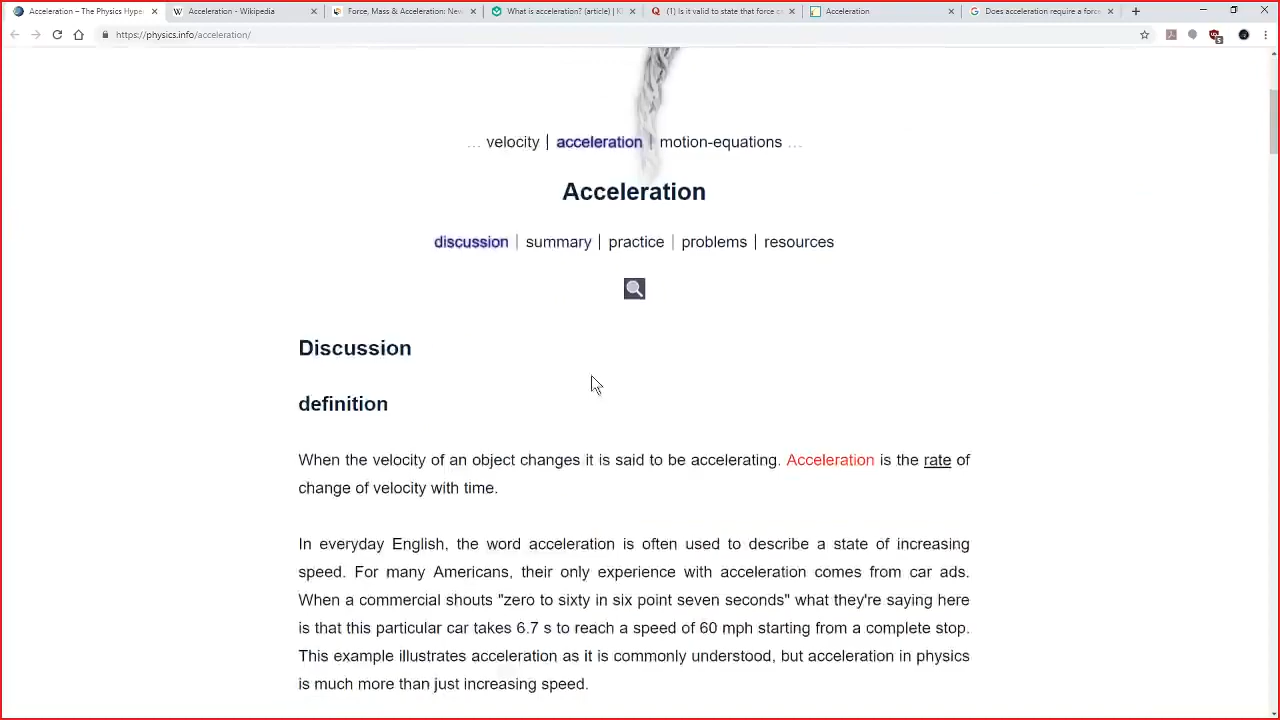 Acceleration – The Physics Hype
Acceleration - Wikipedia
Force, Mass & Acceleration: New
What is acceleration? (article) | K
(1) Is it valid to state that force c
Acceleration
Does acceleration require a force
https://physics.info/acceleration/
... velocity | acceleration | motion-equations ...
Acceleration
discussion | summary | practice | problems | resources
Discussion
definition
When the velocity of an object changes it is said to be accelerating. Acceleration is the rate of
change of velocity with time.
In everyday English, the word acceleration is often used to describe a state of increasing
speed. For many Americans, their only experience with acceleration comes from car ads.
When a commercial shouts "zero to sixty in six point seven seconds" what they're saying here
is that this particular car takes 6.7 s to reach a speed of 60 mph starting from a complete stop.
This example illustrates acceleration as it is commonly understood, but acceleration in physics
is much more than just increasing speed.